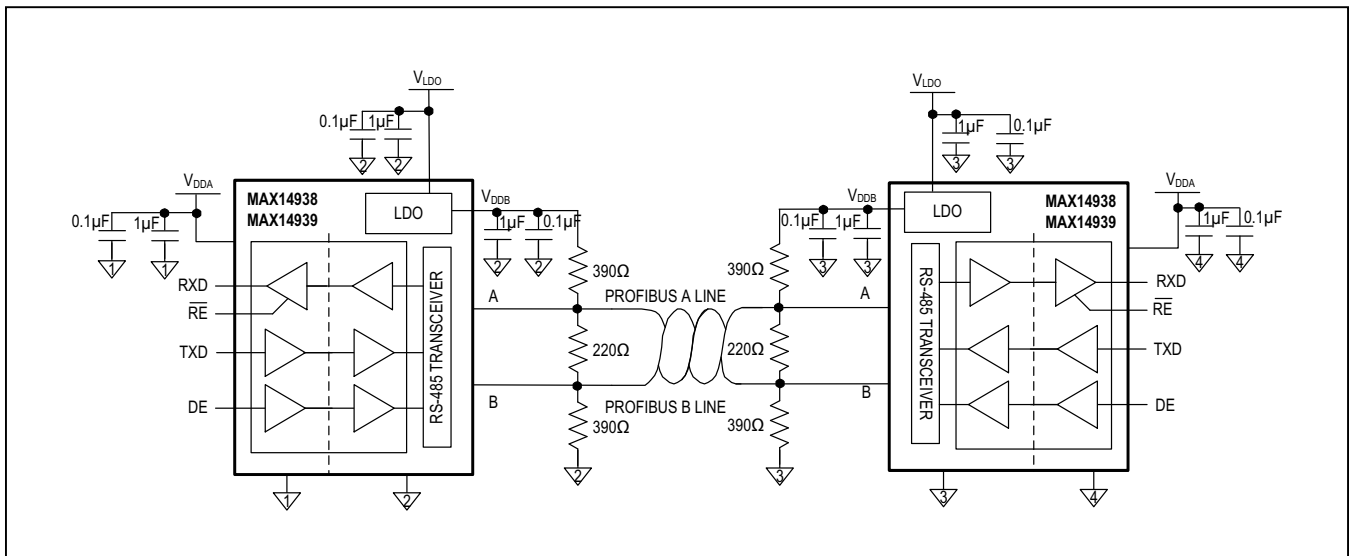 VLDO
0.1µF 1µF
2 2
VDDA
0.1µF 1µF
1 1
MAX14938
MAX14939
LDO
VDDB
1µF 0.1µF
2 2
RXD
RE
TXD
DE
RS-485 TRANSCEIVER
A
B
390Ω
220Ω
390Ω
2
1 2
PROFIBUS A LINE
PROFIBUS B LINE
VLDO
1µF 0.1µF
3 3
VDDB
0.1µF 1µF
3 3
LDO
MAX14938
MAX14939
VDDA
1µF 0.1µF
4 4
390Ω
220Ω
390Ω
3
A
B
RS-485 TRANSCEIVER
RXD
RE
TXD
DE
3 4